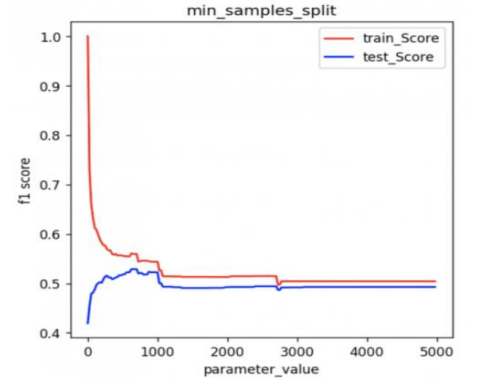 min_samples_split
train_Score
test_Score
1.0
0.9
0.8
0.7
0.6
0.5
0.4
f1 score
0 1000 2000 3000 4000 5000
parameter_value